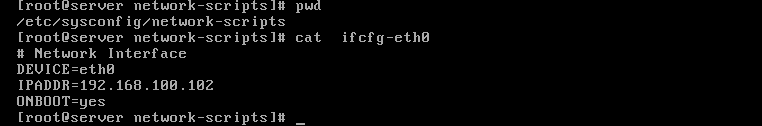 [root@server network-scripts]# pwd
/etc/sysconfig/network-scripts
[root@server network-scripts]# cat  ifcfg-eth0
# Network Interface
DEVICE=eth0
IPADDR=192.168.100.102
ONBOOT=yes
[root@server network-scripts]# _